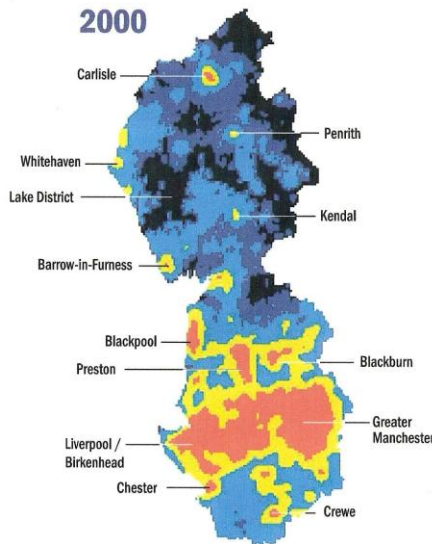 2000
Carlisle
Penrith
Whitehaven
Lake District
Kendal
Barrow-in-Furness
Blackpool
Preston
Blackburn
Greater
Manchester
Liverpool /
Birkenhead
Chester
Crewe